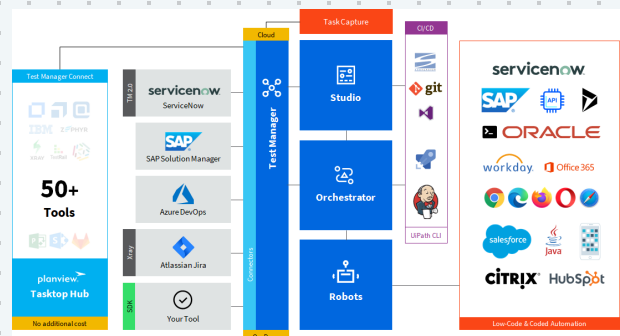 Task Capture
Cloud
CI/CD
Test Manager Connect
TM 2.0
servicenow
ServiceNow
Test Manager
Studio
git
servicenow
SAP
API
IBM
ORACLE
SAP
SAP Solution Manager
50+
Tools
Azure DevOps
Orchestrator
workday.
Office 365
Xray
Atlassian Jira
Connectors
UiPath CLI
salesforce
Java
planview.
Tasktop Hub
SDK
Your Tool
Robots
CITRIX
HubSpot
No additional cost
Low-Code & Coded Automation